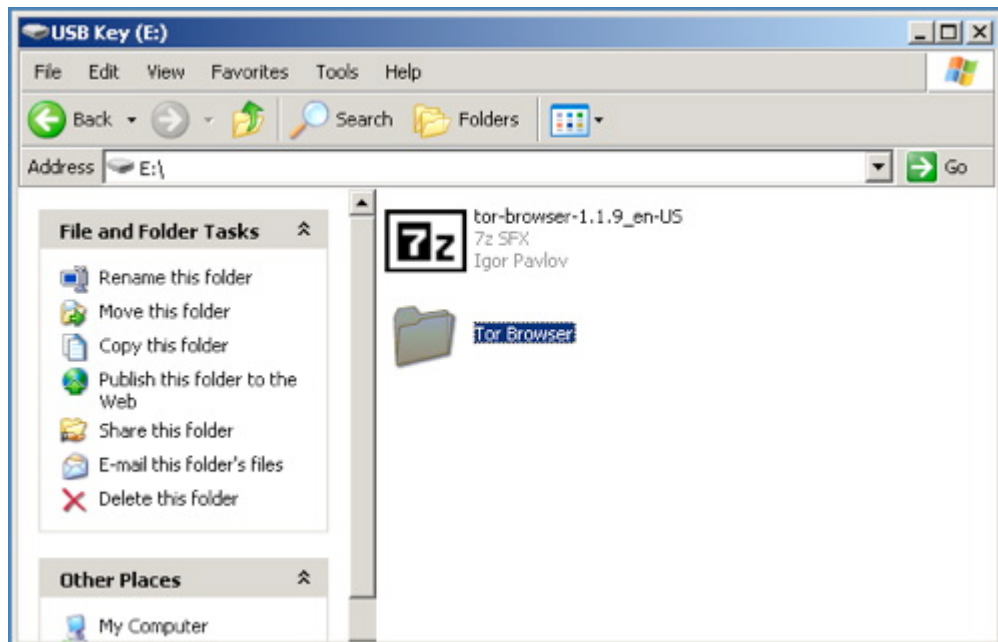 USB Key (E:)
File Edit View Favorites Tools Help
Back Search Folders
Address E:\ Go
File and Folder Tasks
Rename this folder
Move this folder
Copy this folder
Publish this folder to the
Web
Share this folder
E-mail this folder's files
Delete this folder
Other Places
My Computer
7z
tor-browser-1.1.9_en-US
7z SFX
Igor Pavlov
Tor Browser